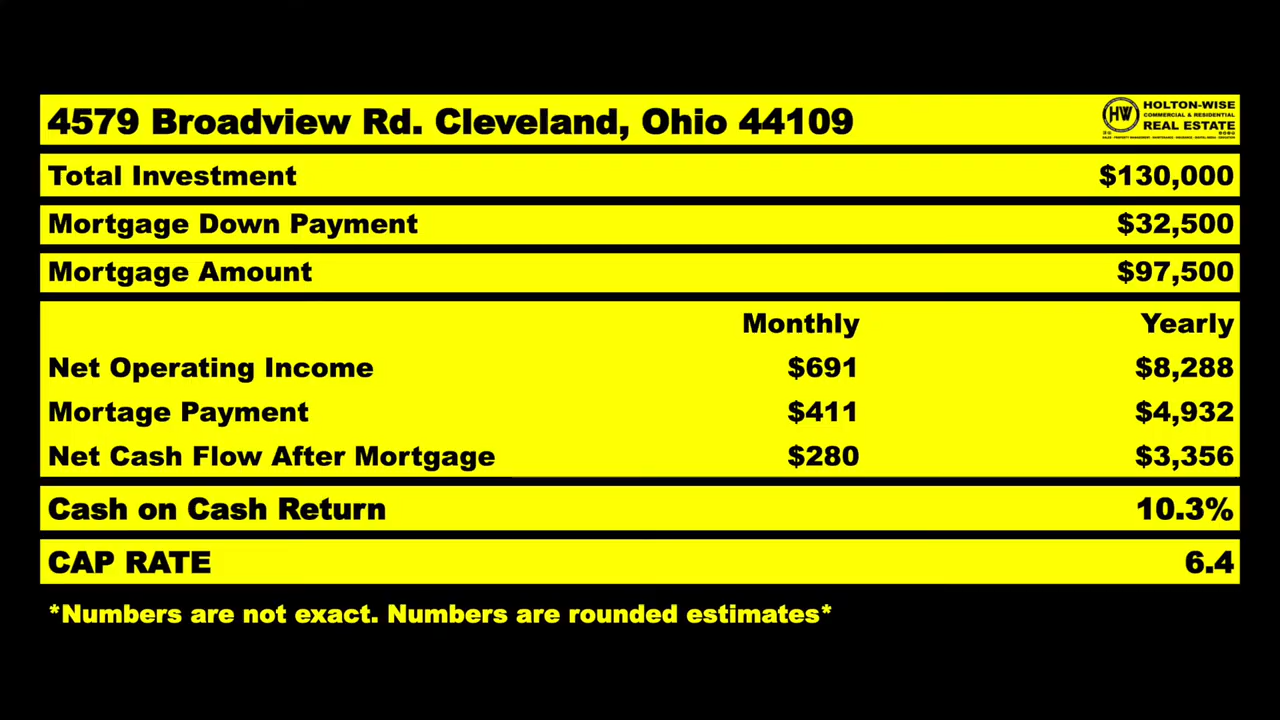 4579 Broadview Rd. Cleveland, Ohio 44109
HW
HOLTON-WISE
COMMERCIAL & RESIDENTIAL
REAL ESTATE
Total Investment $130,000
Mortgage Down Payment $32,500
Mortgage Amount $97,500
Monthly Yearly
Net Operating Income $691 $8,288
Mortage Payment $411 $4,932
Net Cash Flow After Mortgage $280 $3,356
Cash on Cash Return 10.3%
CAP RATE 6.4
*Numbers are not exact. Numbers are rounded estimates*